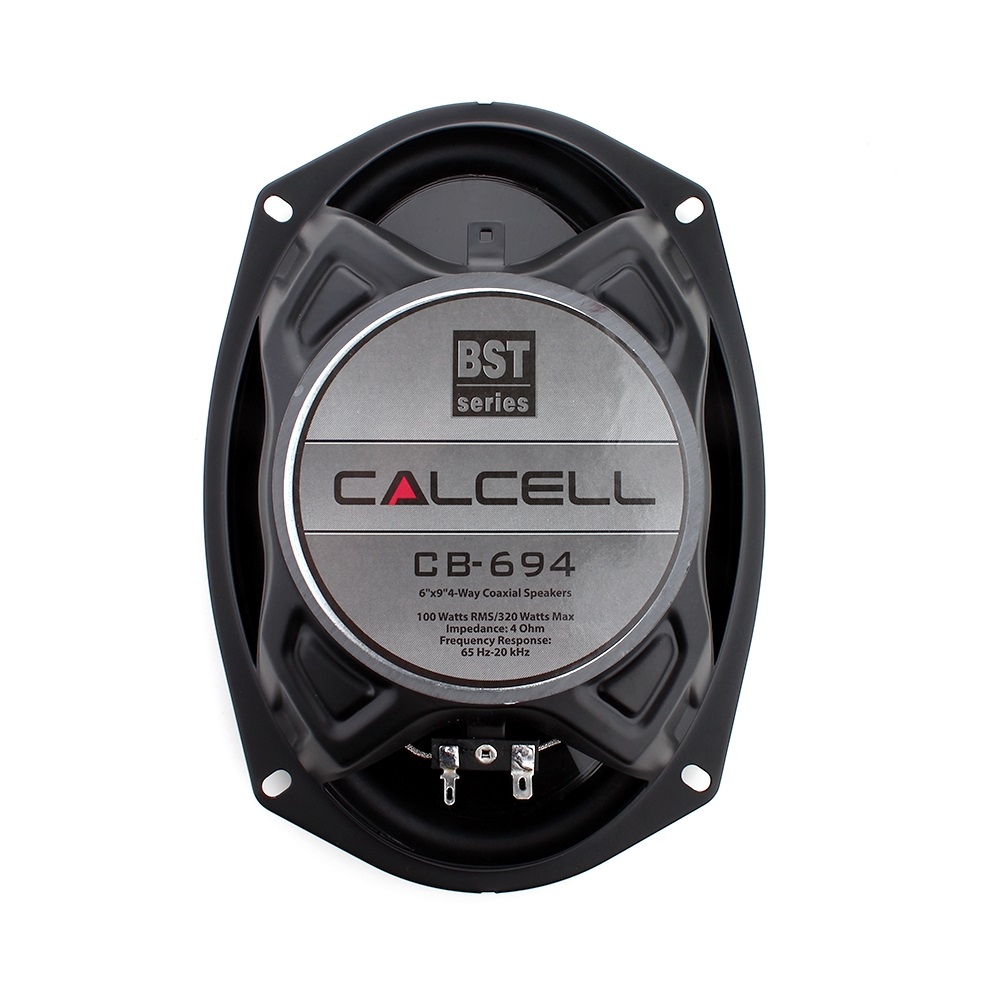 BST
series
CALCELL
CB-694
6"x9"4-Way Coaxial Speakers
100 Watts RMS/320 Watts Max
Impedance: 4 Ohm
Frequency Response:
65 Hz-20 kHz